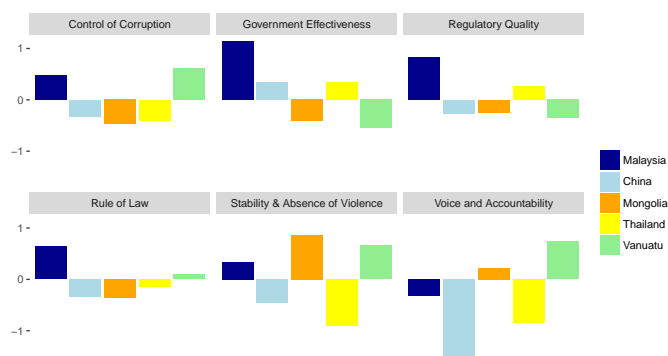 Control of Corruption
Government Effectiveness
Regulatory Quality
1
0
−1
Rule of Law
Stability & Absence of Violence
Voice and Accountability
1
0
−1
Malaysia
China
Mongolia
Thailand
Vanuatu